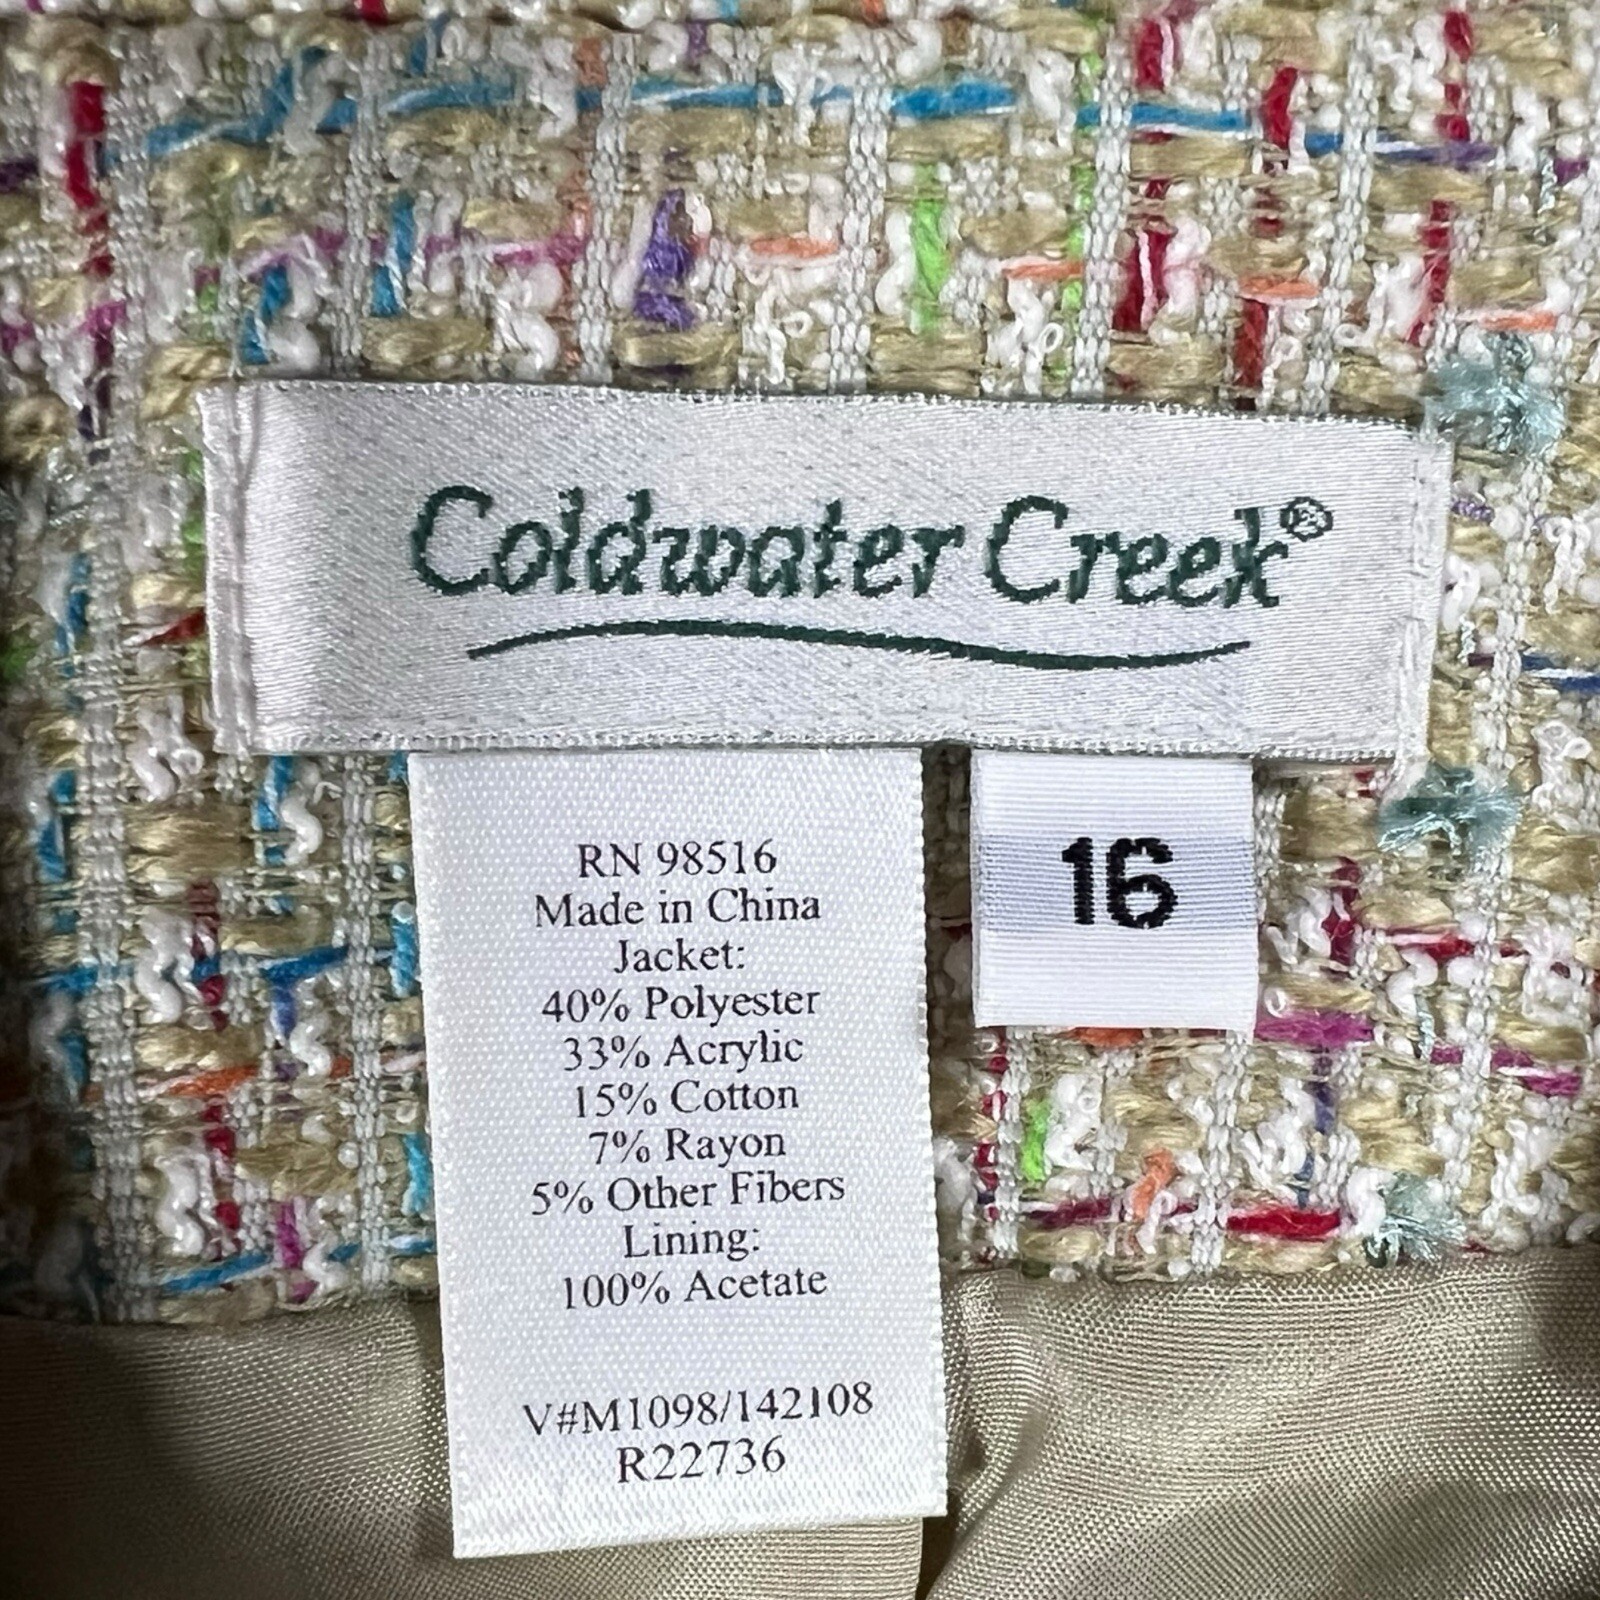 Coldwater Creek®
RN 98516
Made in China
Jacket:
40% Polyester
33% Acrylic
15% Cotton
7% Rayon
5% Other Fibers
Lining:
100% Acetate
V#M1098/142108
R22736
16